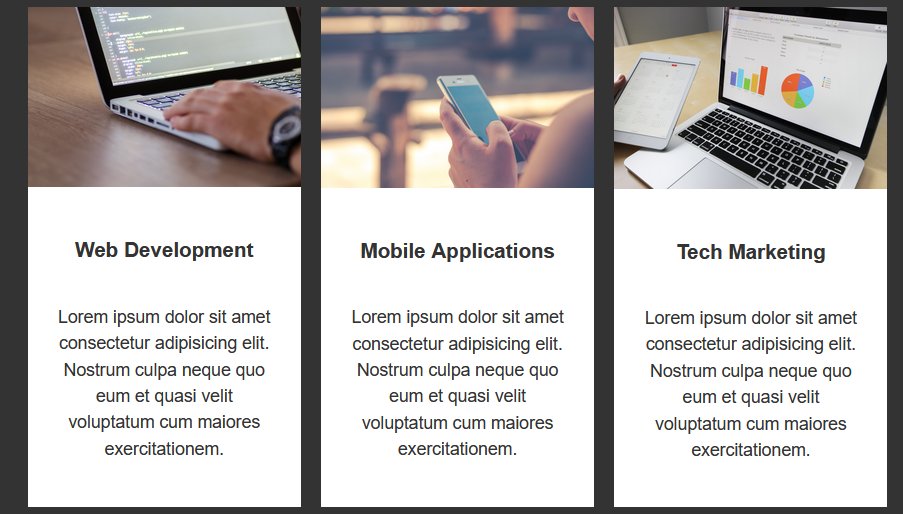 Web Development
Lorem ipsum dolor sit amet
consectetur adipisicing elit.
Nostrum culpa neque quo
eum et quasi velit
voluptatum cum maiores
exercitationem.
Mobile Applications
Lorem ipsum dolor sit amet
consectetur adipisicing elit.
Nostrum culpa neque quo
eum et quasi velit
voluptatum cum maiores
exercitationem.
Tech Marketing
Lorem ipsum dolor sit amet
consectetur adipisicing elit.
Nostrum culpa neque quo
eum et quasi velit
voluptatum cum maiores
exercitationem.